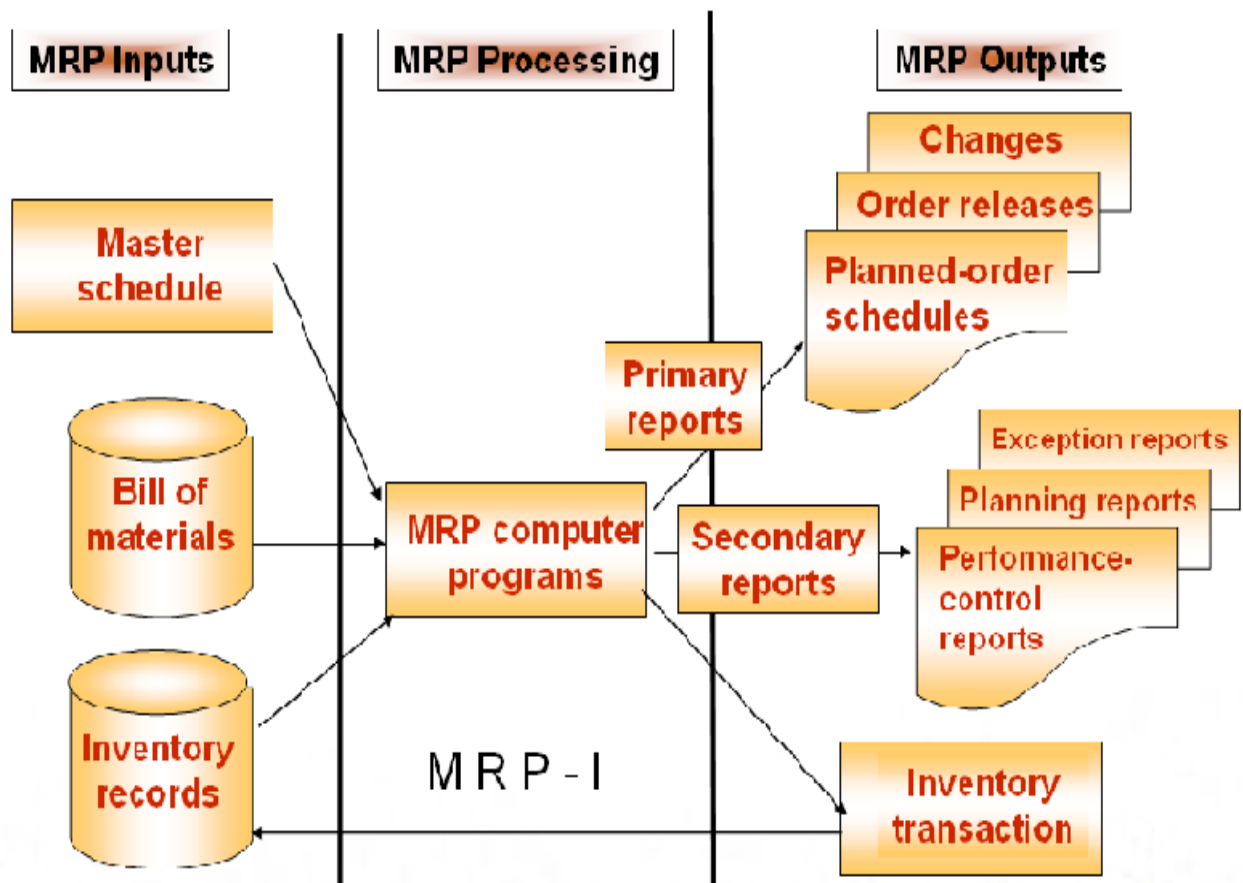 MRP Inputs
MRP Processing
MRP Outputs
Changes
Order releases
Planned-order
schedules
Master
schedule
Primary
reports
Exception reports
Planning reports
Performance-
control
reports
Bill of
materials
MRP computer
programs
Secondary
reports
Inventory
records
MRP-I
Inventory
transaction